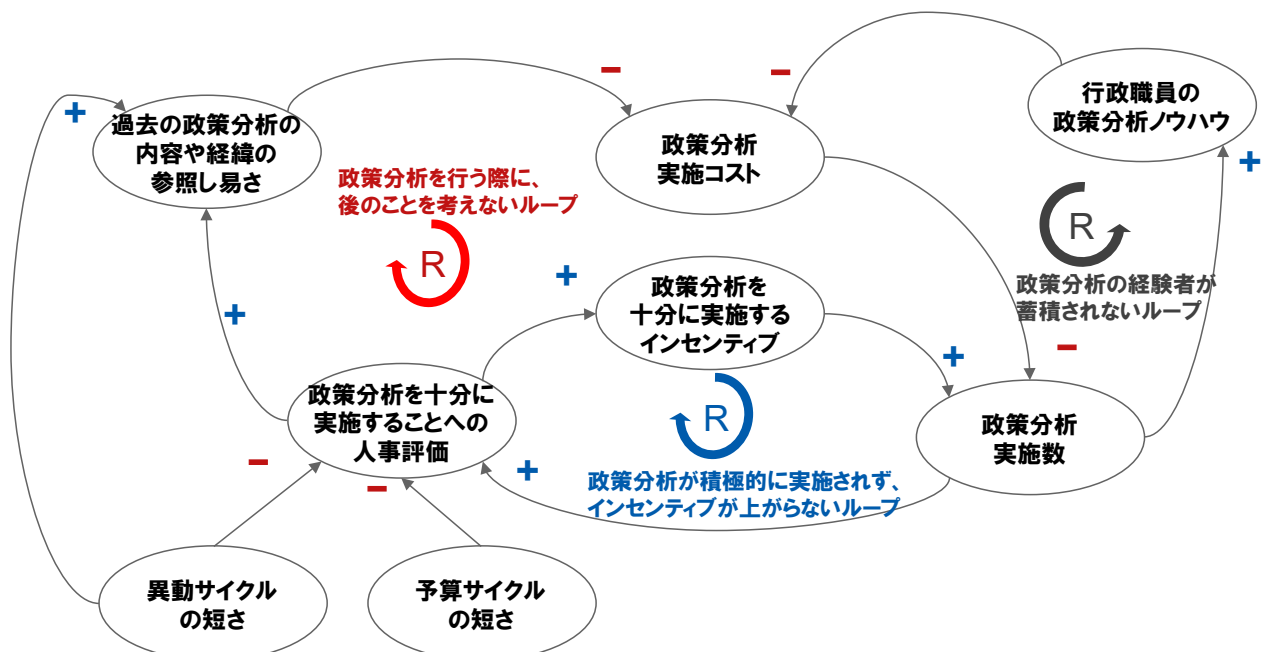 過去の政策分析の
内容や経緯の
参照し易さ
+
−
−
政策分析
実施コスト
行政職員の
政策分析ノウハウ
+
政策分析を行う際に、
後のことを考えないループ
R
R
政策分析の経験者が
蓄積されないループ
+
+
政策分析を
十分に実施する
インセンティブ
+
−
政策分析を十分に
実施することへの
人事評価
R
政策分析
実施数
−
−
+
政策分析が積極的に実施されず、
インセンティブが上がらないループ
異動サイクル
の短さ
予算サイクル
の短さ